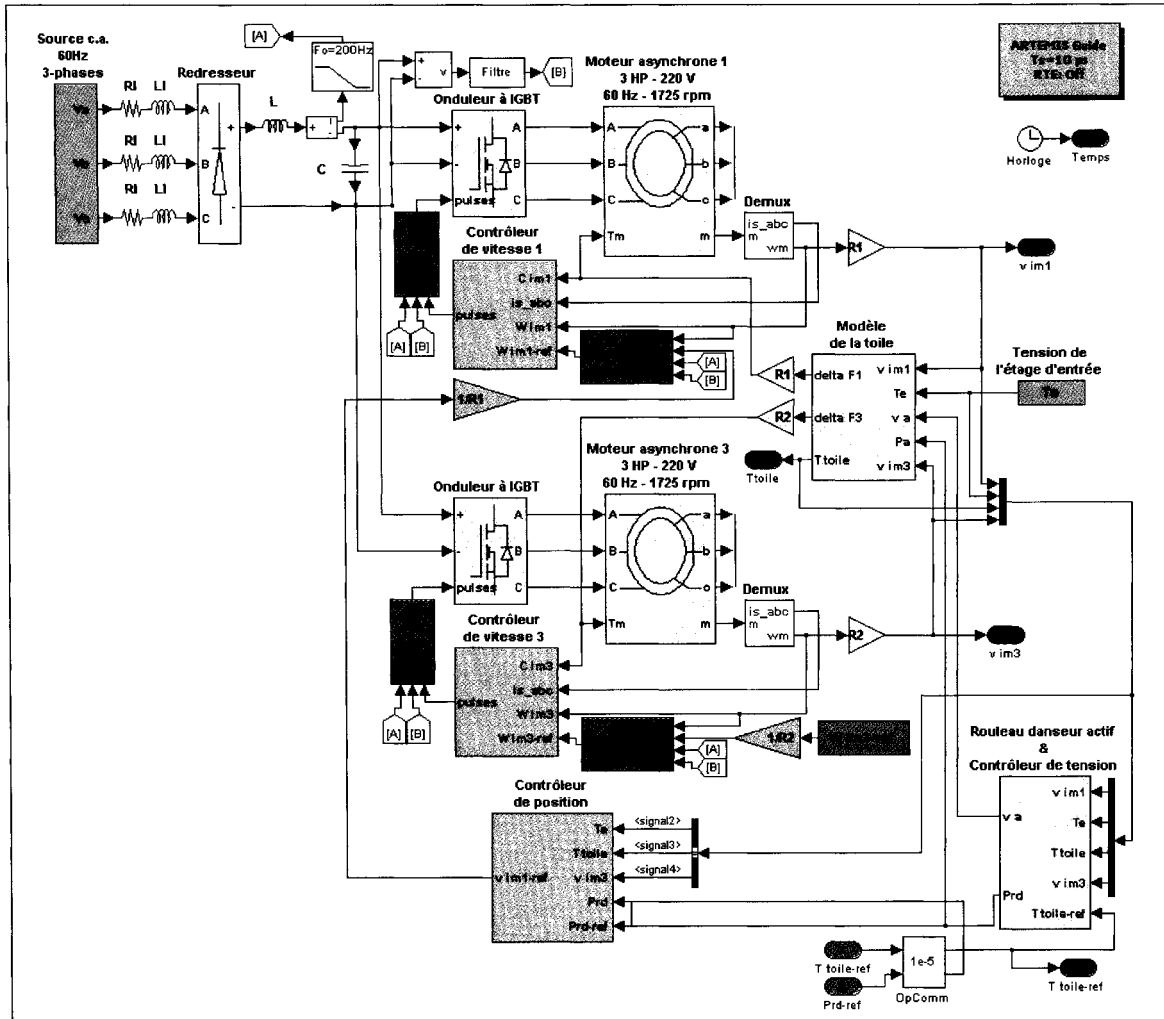 Source c.a.
60Hz
3-phases
[A]
Fo=200Hz
+
-
v
Filtre
[B]
Moteur asynchrone 1
3 HP - 220 V
60 Hz - 1725 rpm
ARTEMIS Guide
Ts=10 µs
RTE: Off
Redresseur
Onduleur à IGBT
Horloge
Temps
Rl
Ll
A
Rl
Ll
B
Rl
Ll
C
+
-
L
C
+
-
pulses
A
B
C
A
B
C
Tm
a
b
c
m
Demux
is_abc
m
wm
R1
v im1
Contrôleur
de vitesse 1
pulses
C im1
is_abc
W im1
W im1-ref
[A]
[B]
[A]
[B]
1/R1
R1
R2
Modèle
de la toile
delta F1
delta F3
T toile
v im1
Te
v a
Pa
v im3
Tension de
l'étage d'entrée
Te
Ttoile
Moteur asynchrone 3
3 HP - 220 V
60 Hz - 1725 rpm
Onduleur à IGBT
+
-
pulses
A
B
C
A
B
C
Tm
a
b
c
m
Demux
is_abc
m
wm
R2
v im3
Contrôleur
de vitesse 3
pulses
C im3
is_abc
W im3
W im3-ref
[A]
[B]
[A]
[B]
1/R2
Contrôleur
de position
v im1-ref
Te
T toile
v im3
Prd
Prd-ref
<signal2>
<signal3>
<signal4>
Rouleau danseur actif
&
Contrôleur de tension
v a
Prd
v im1
Te
T toile
v im3
T toile-ref
T toile-ref
Prd-ref
1e-5
OpComm
T toile-ref